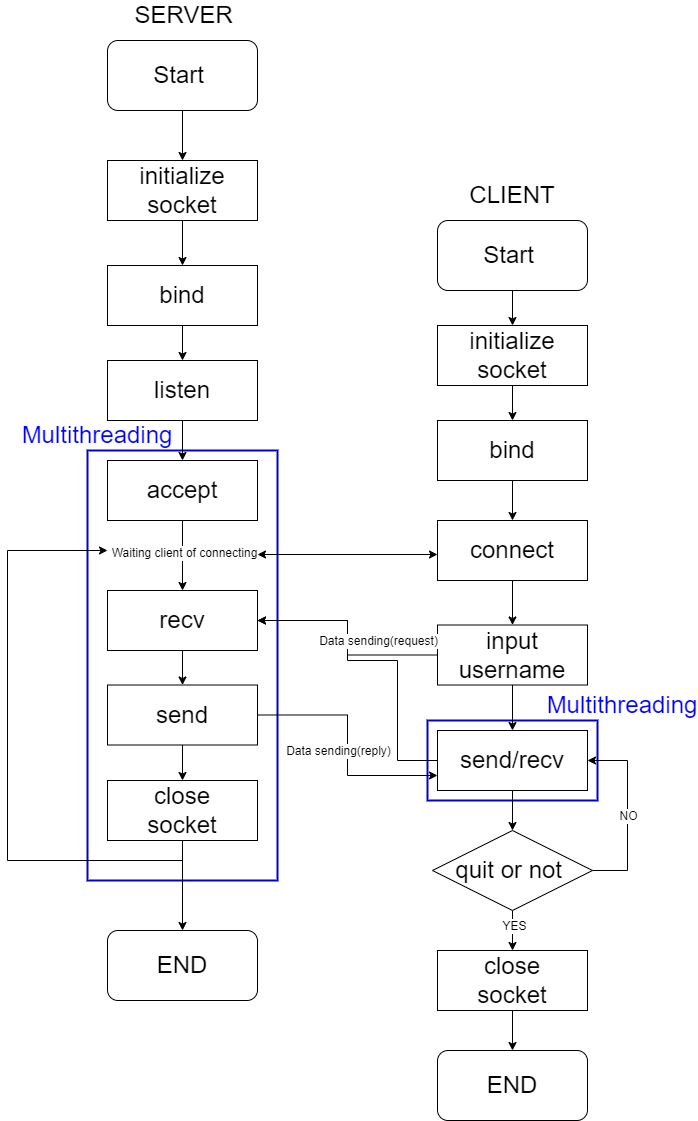 SERVER
Start
initialize
socket
bind
listen
Multithreading
accept
Waiting client of connecting
recv
send
close
socket
END
Data sending(request)
Data sending(reply)
CLIENT
Start
initialize
socket
bind
connect
input
username
Multithreading
send/recv
NO
quit or not
YES
close
socket
END